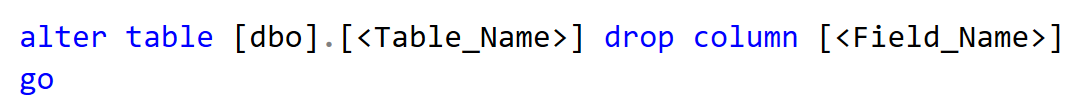 alter table [dbo].[<Table_Name>] drop column [<Field_Name>]
go